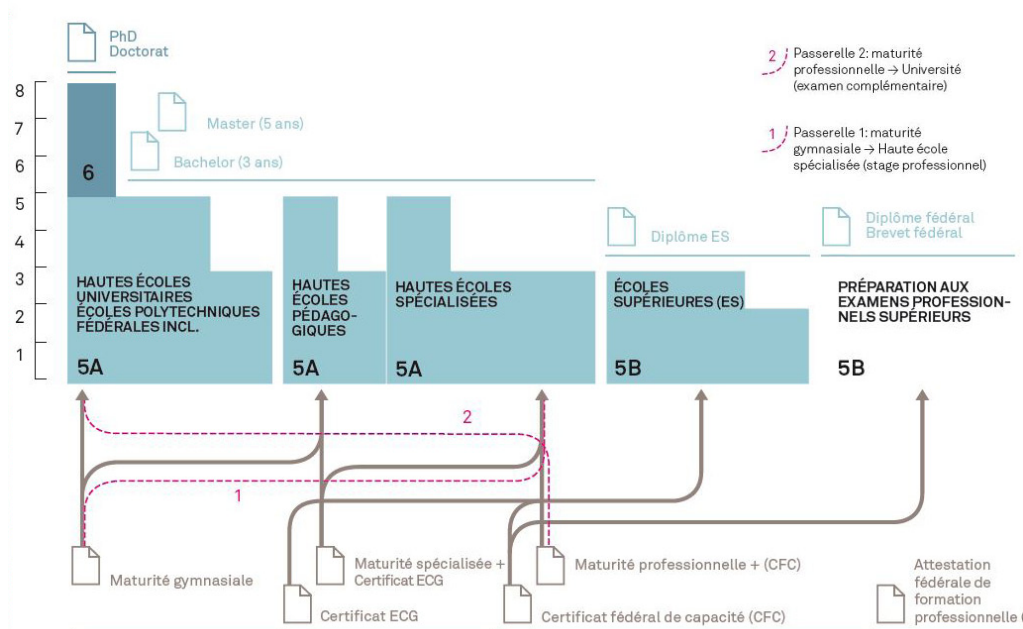 PhD
Doctorat
2
Passerelle 2: maturité
professionnelle → Université
(examen complémentaire)
8
7
6
5
4
3
2
1
Master (5 ans)
Bachelor (3 ans)
1
Passerelle 1: maturité
gymnasiale → Haute école
spécialisée (stage professionnel)
6
Diplôme ES
Diplôme fédéral
Brevet fédéral
HAUTES ÉCOLES
UNIVERSITAIRES
ÉCOLES POLYTECHNIQUES
FÉDÉRALES INCL.
5A
HAUTES
ÉCOLES
PÉDAGO-
GIQUES
5A
HAUTES ÉCOLES
SPÉCIALISÉES
5A
ÉCOLES
SUPÉRIEURES (ES)
5B
PRÉPARATION AUX
EXAMENS PROFESSION-
NELS SUPÉRIEURS
5B
2
1
Maturité gymnasiale
Maturité spécialisée +
Certificat ECG
Certificat ECG
Maturité professionnelle + (CFC)
Certificat fédéral de capacité (CFC)
Attestation
fédérale de
formation
professionnelle (